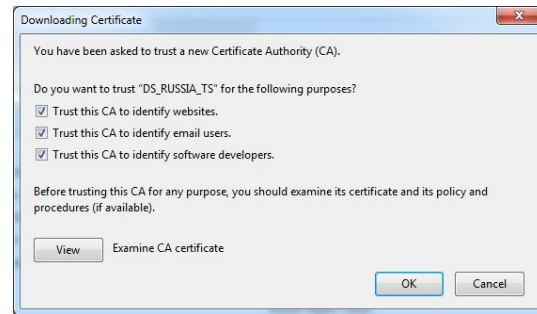 Downloading Certificate
You have been asked to trust a new Certificate Authority (CA).
Do you want to trust "DS_RUSSIA_TS" for the following purposes?
Trust this CA to identify websites.
Trust this CA to identify email users.
Trust this CA to identify software developers.
Before trusting this CA for any purpose, you should examine its certificate and its policy and
procedures (if available).
View Examine CA certificate
OK Cancel